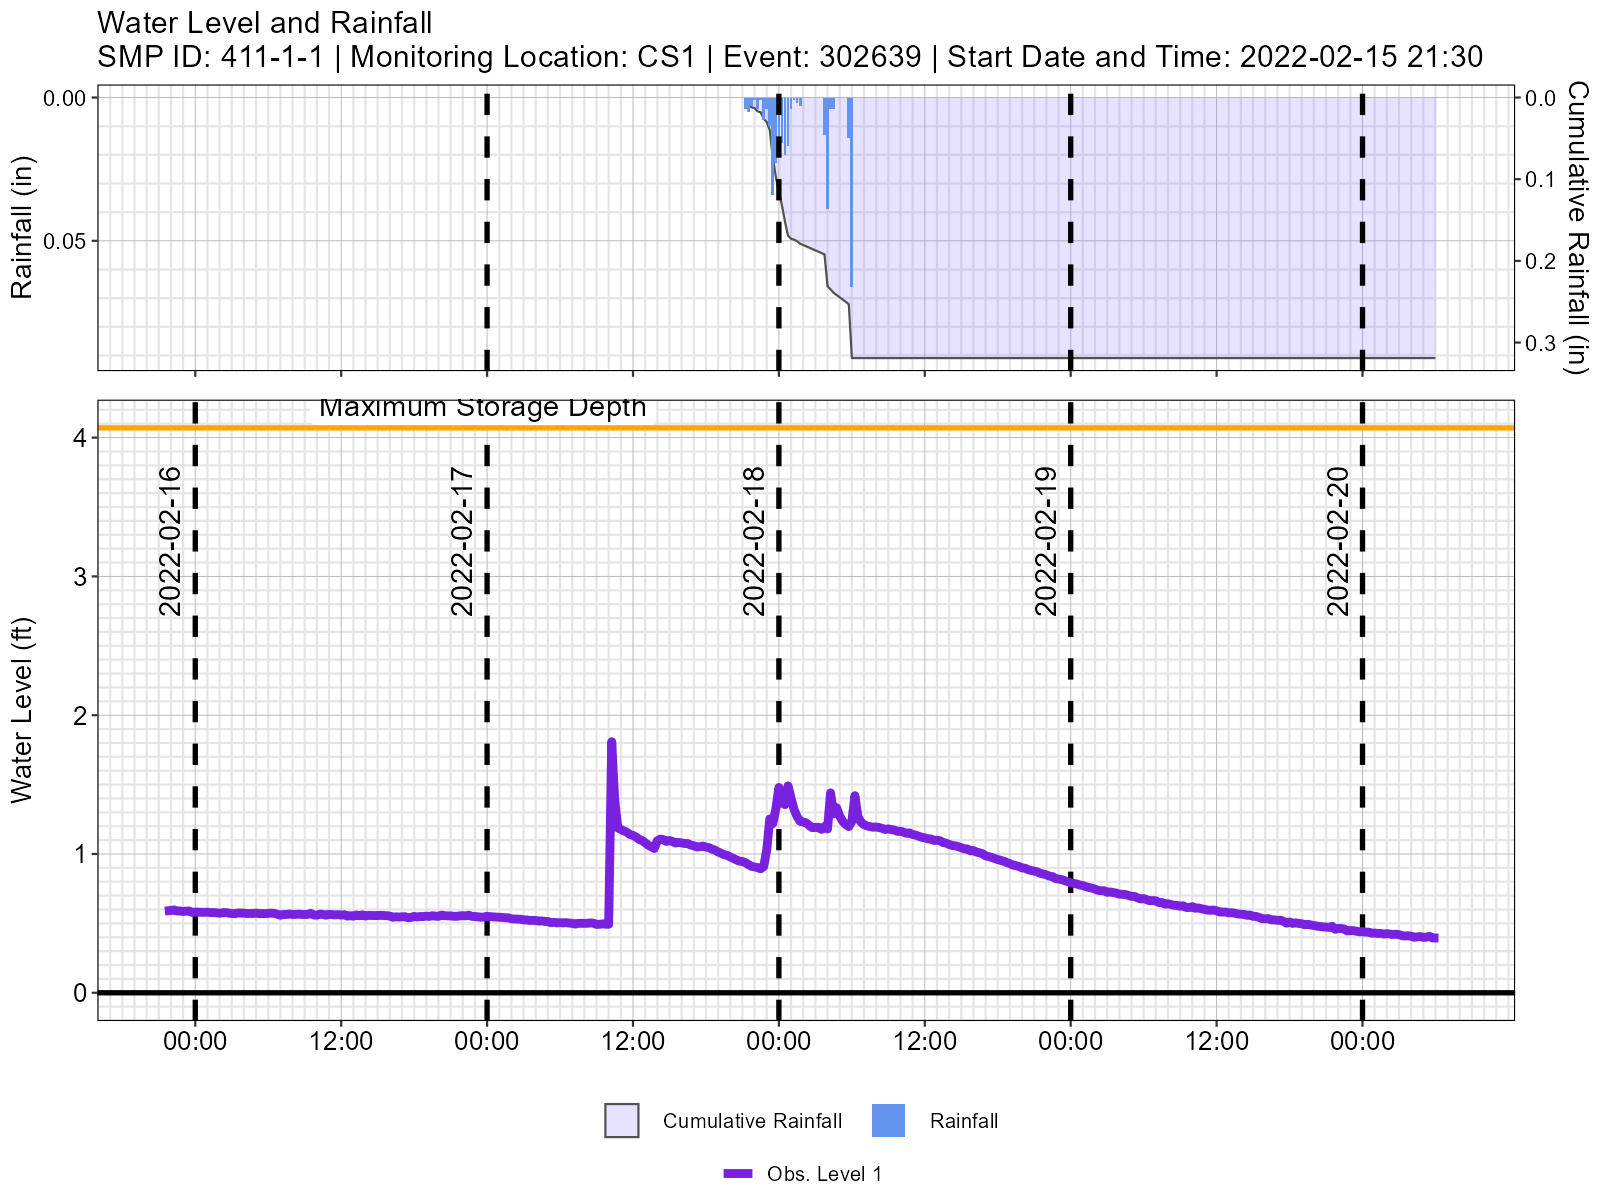 Water Level and Rainfall
SMP ID: 411-1-1 | Monitoring Location: CS1 | Event: 302639 | Start Date and Time: 2022-02-15 21:30
Rainfall (in)
0.00
0.05
0.0
0.1
0.2
0.3
Cumulative Rainfall (in)
Maximum Storage Depth
Water Level (ft)
4
3
2
1
0
2022-02-16
2022-02-17
2022-02-18
2022-02-19
2022-02-20
00:00 12:00 00:00 12:00 00:00 12:00 00:00 12:00 00:00
Cumulative Rainfall Rainfall
Obs. Level 1